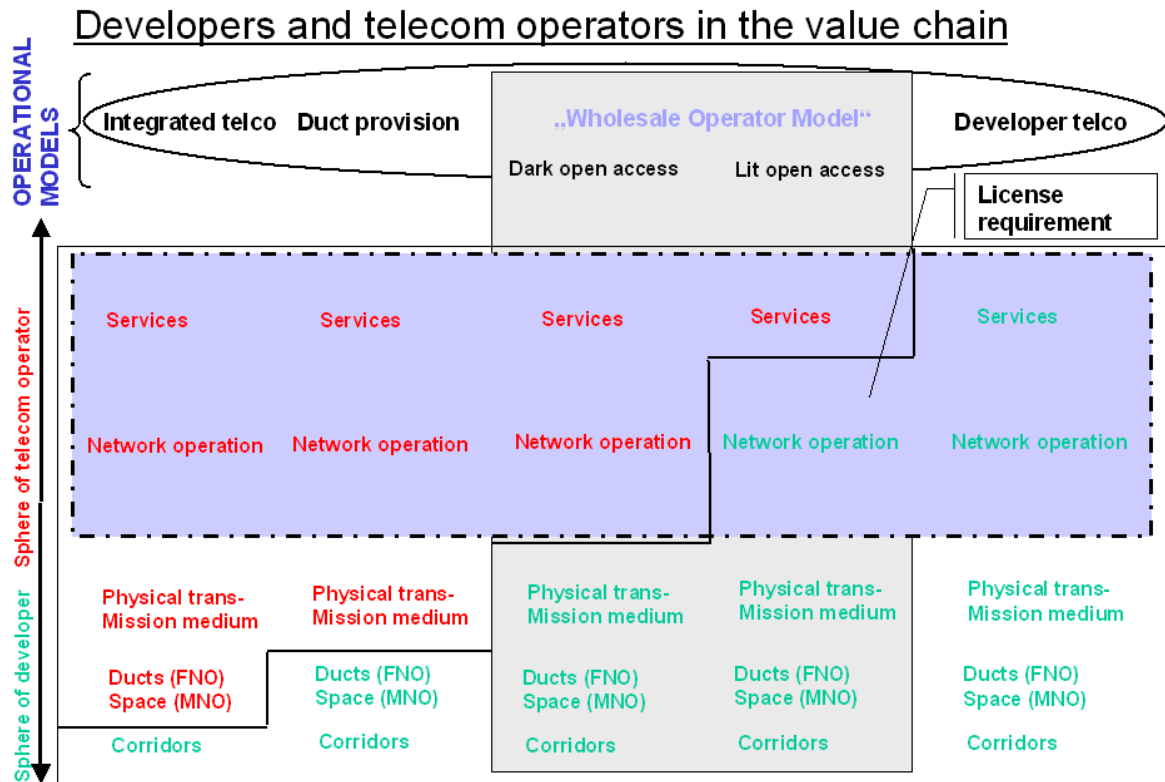 Developers and telecom operators in the value chain
OPERATIONAL
MODELS
Integrated telco
Duct provision
„Wholesale Operator Model“
Developer telco
Dark open access
Lit open access
License
requirement
Sphere of telecom operator
Sphere of developer
Services
Services
Services
Services
Services
Network operation
Network operation
Network operation
Network operation
Network operation
Physical trans-
Mission medium
Physical trans-
Mission medium
Physical trans-
Mission medium
Physical trans-
Mission medium
Physical trans-
Mission medium
Ducts (FNO)
Space (MNO)
Ducts (FNO)
Space (MNO)
Ducts (FNO)
Space (MNO)
Ducts (FNO)
Space (MNO)
Ducts (FNO)
Space (MNO)
Corridors
Corridors
Corridors
Corridors
Corridors